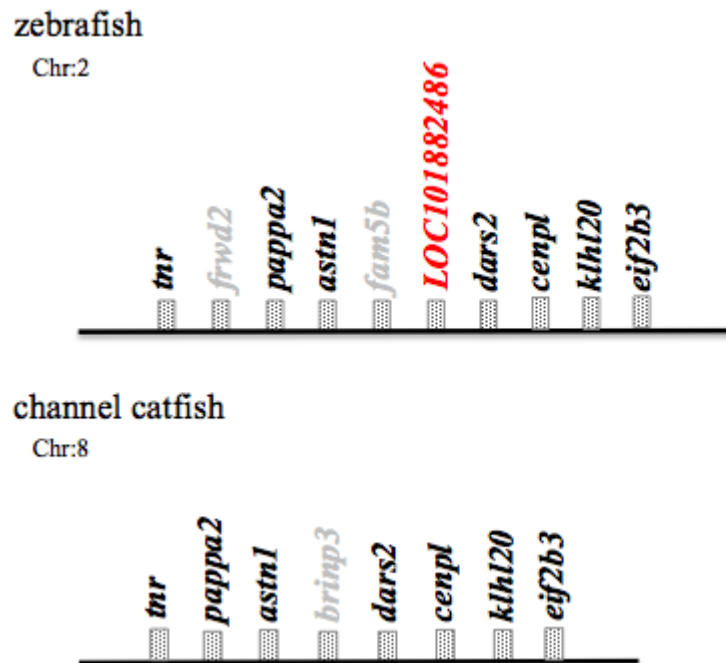 zebrafish
Chr:2
tnr
frwd2
pappa2
astn1
fam5b
LOC101882486
dars2
cenpl
klhl20
eif2b3
channel catfish
Chr:8
tnr
pappa2
astn1
brinp3
dars2
cenpl
klhl20
eif2b3